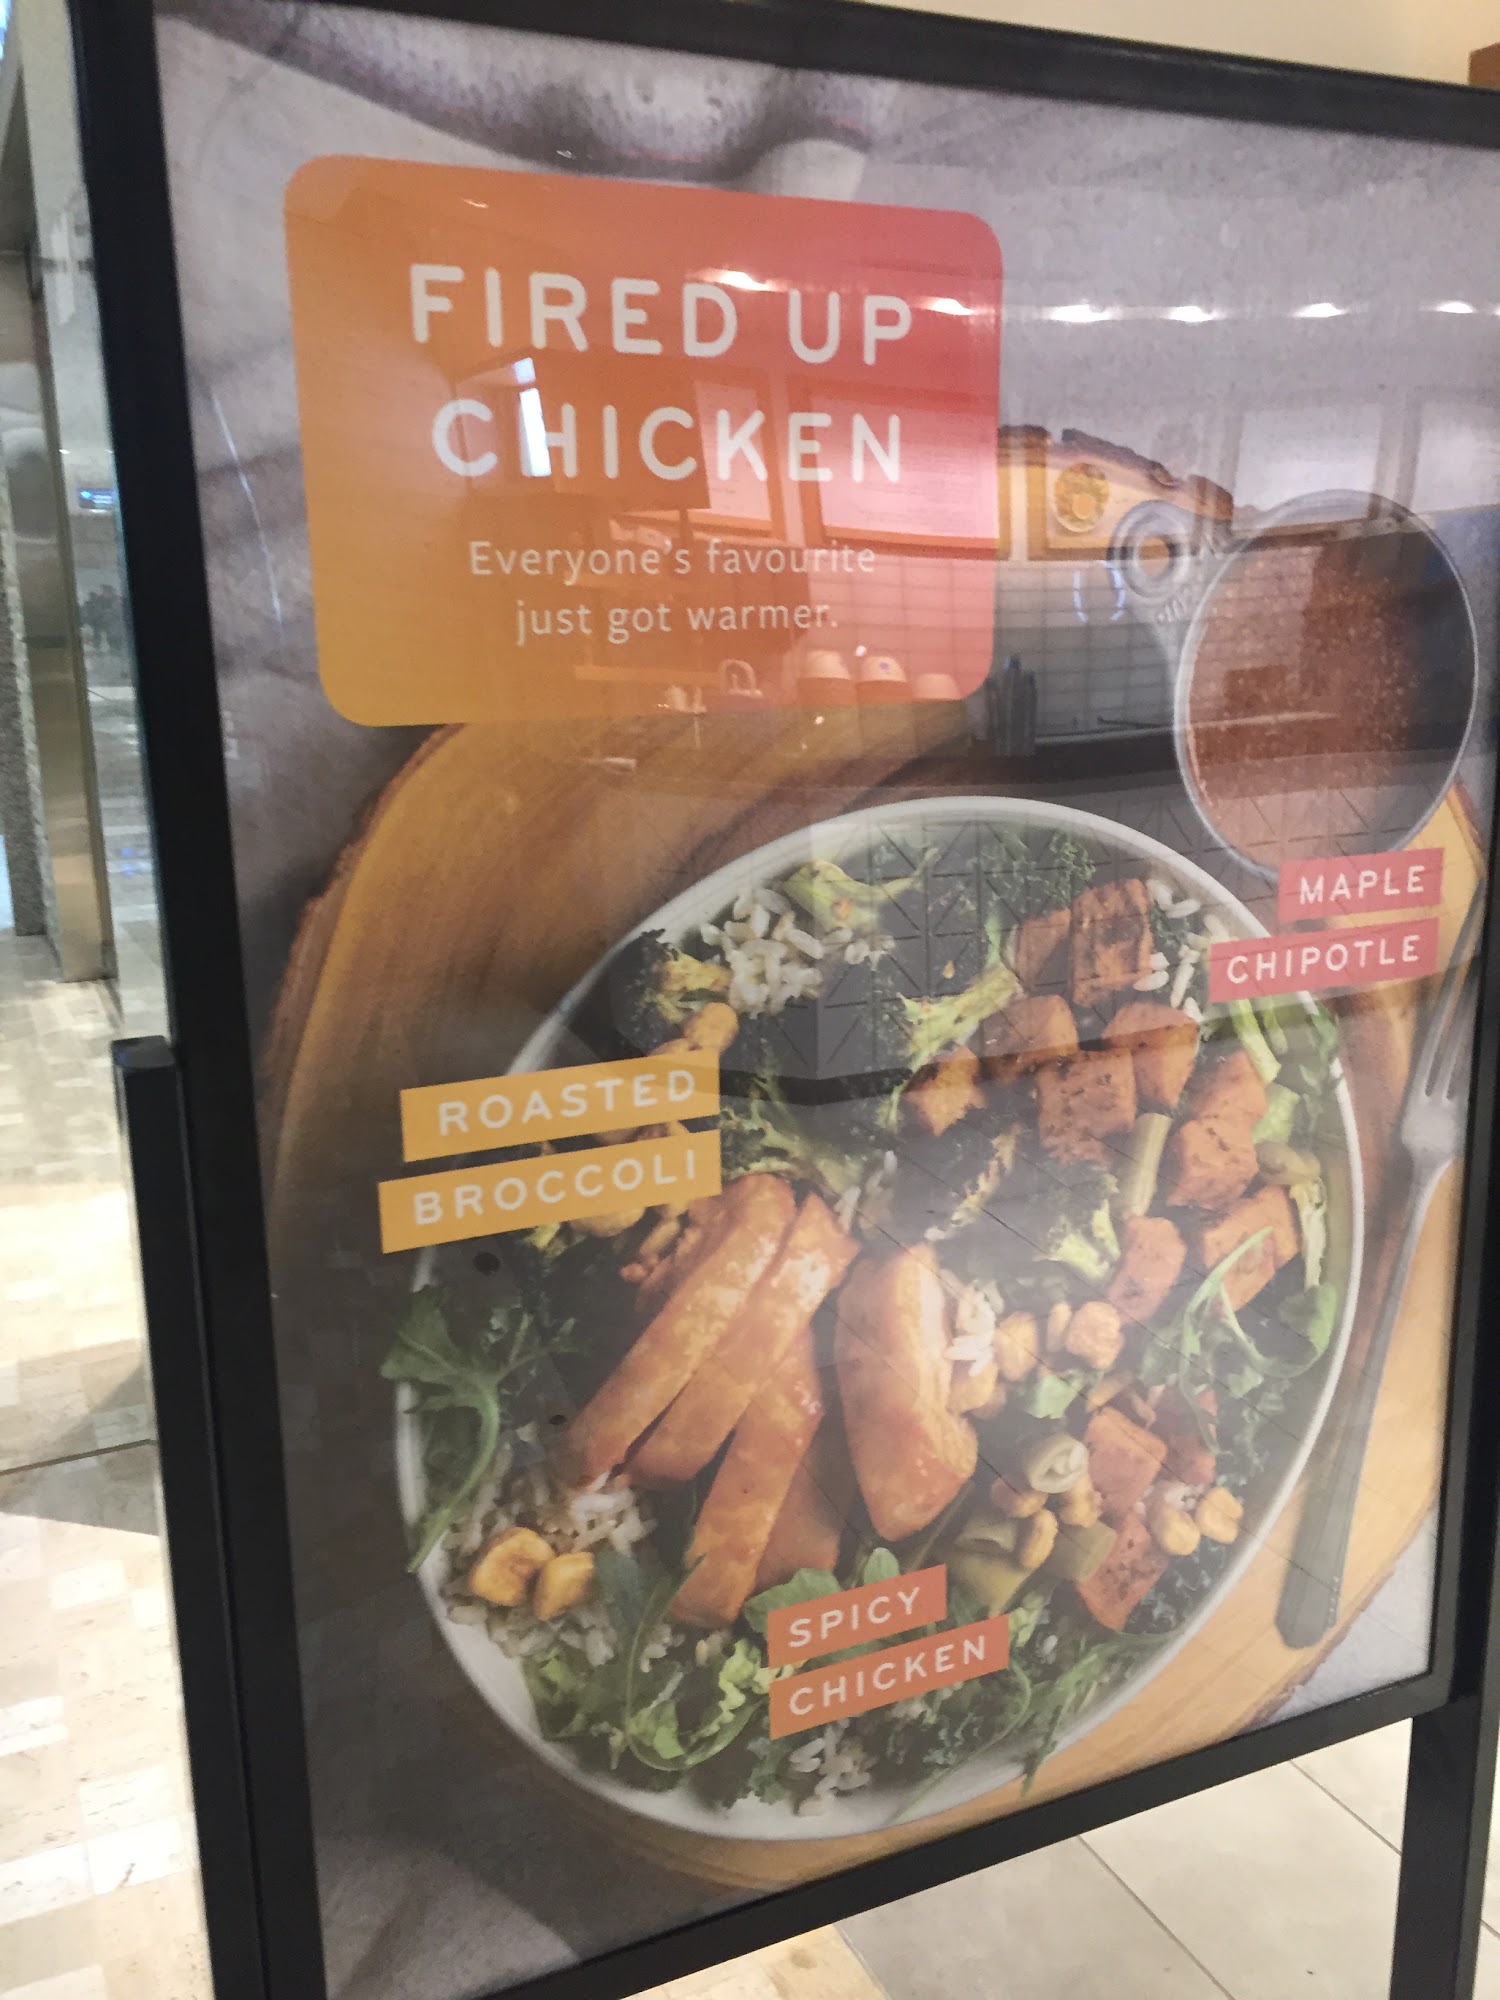 FIRED UP
CHICKEN
Everyone's favourite
just got warmer.
MAPLE
CHIPOTLE
ROASTED
BROCCOLI
SPICY
CHICKEN